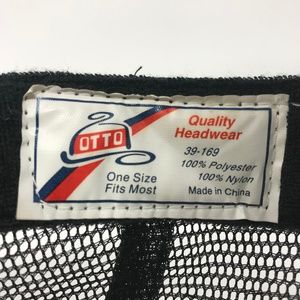 OTTO
One Size
Fits Most
Quality
Headwear
39-169
100% Polyester
100% Nylon
Made in China